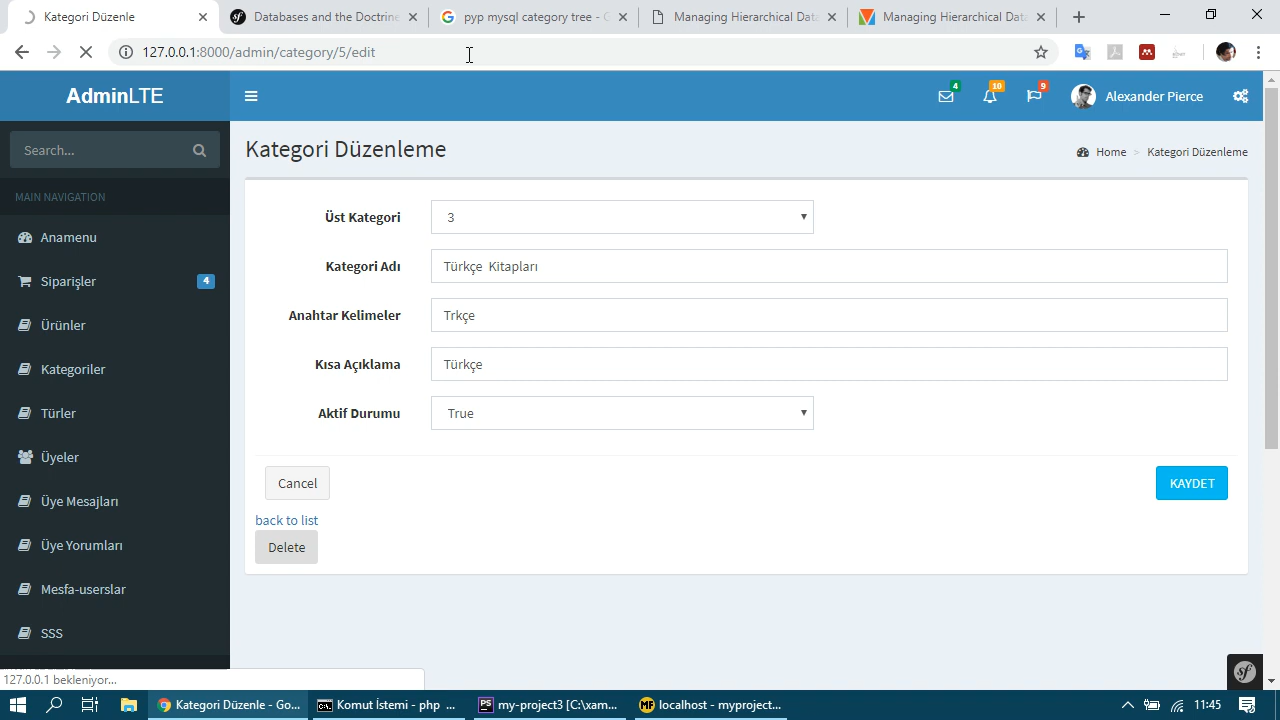 Kategori Düzenle
Databases and the Doctrine
pyp mysql category tree - G
Managing Hierarchical Data
Managing Hierarchical Data
127.0.0.1:8000/admin/category/5/edit
AdminLTE
4
10
9
Alexander Pierce
Search...
Kategori Düzenleme
Home > Kategori Düzenleme
MAIN NAVIGATION
Anamenu
Siparişler 4
Ürünler
Kategoriler
Türler
Üyeler
Üye Mesajları
Üye Yorumları
Mesfa-userslar
SSS
Üst Kategori 3
Kategori Adı Türkçe Kitapları
Anahtar Kelimeler Trkçe
Kısa Açıklama Türkçe
Aktif Durumu True
Cancel
KAYDET
back to list
Delete
127.0.0.1 bekleniyor...
Kategori Düzenle - Go...
Komut İstemi - php ...
my-project3 [C:\xam...
localhost - myproject...
11:45